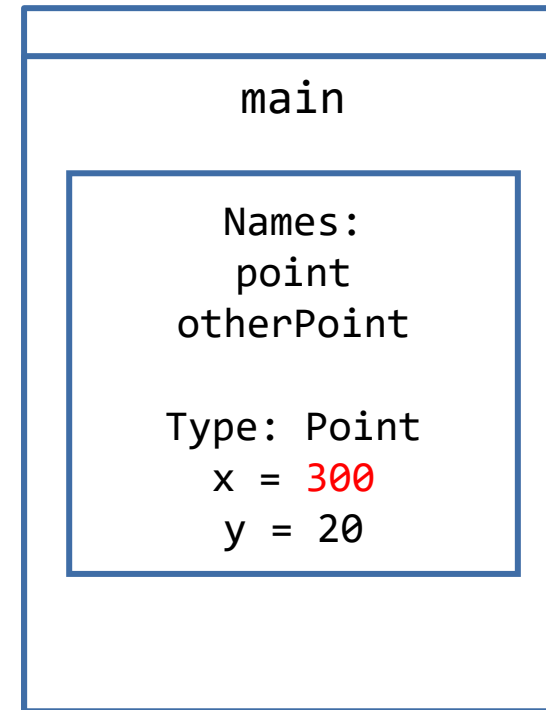 main
Names:
point
otherPoint
Type: Point
x = 300
y = 20